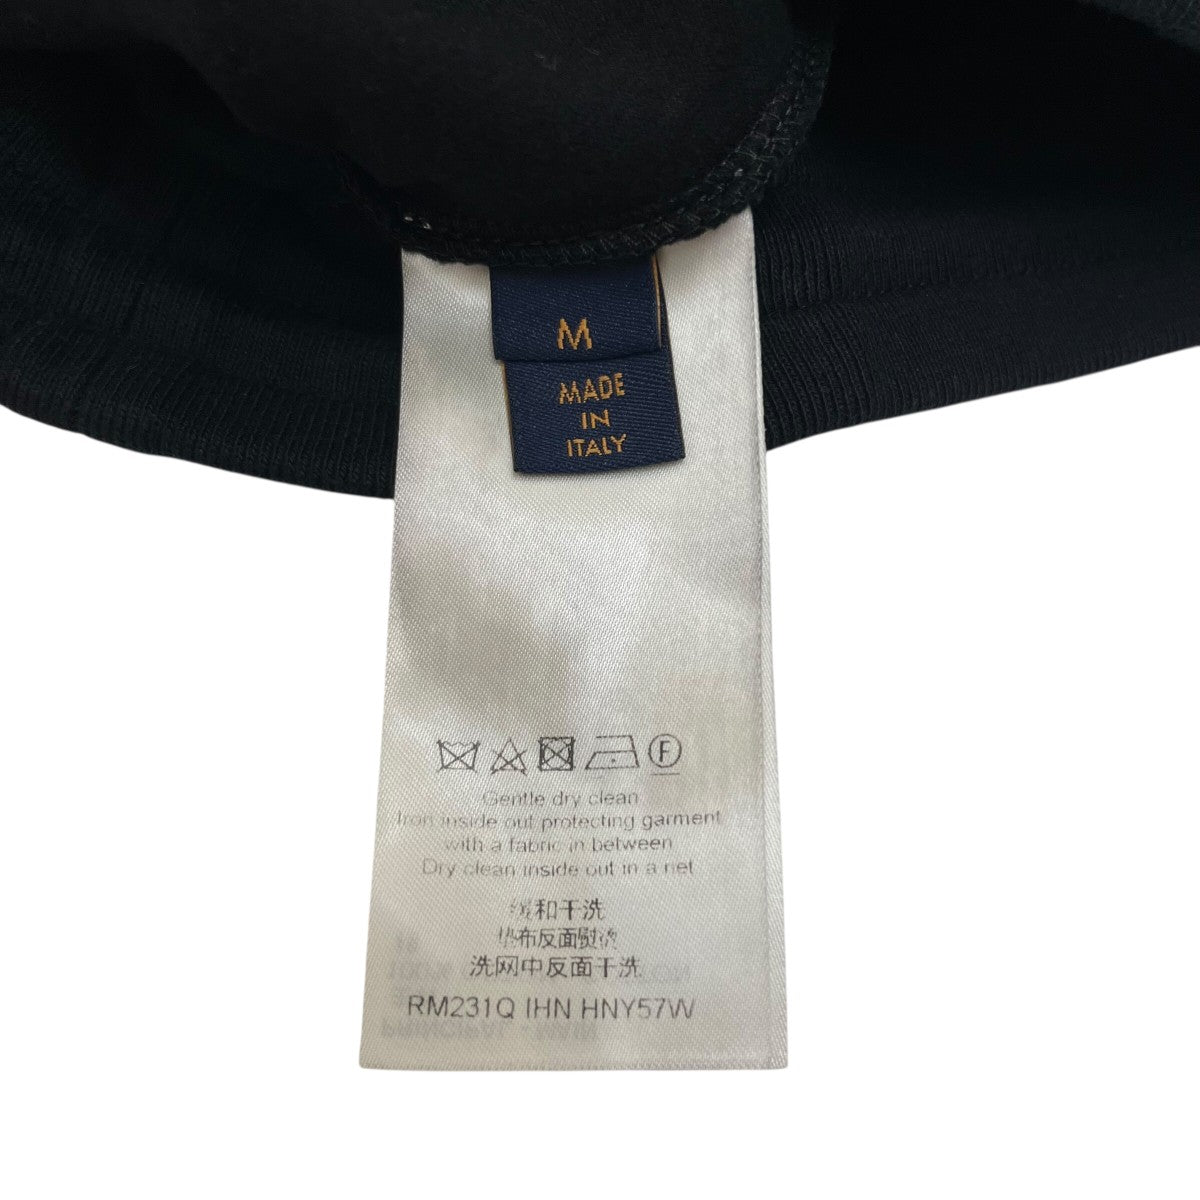 M
MADE
IN
ITALY
F
Gentle dry clean
Iron inside out protecting garment
with a fabric in between
Dry clean inside out in a net
缓和干洗
垫布反面熨烫
洗网中反面干洗
RM231Q IHN HNY57W